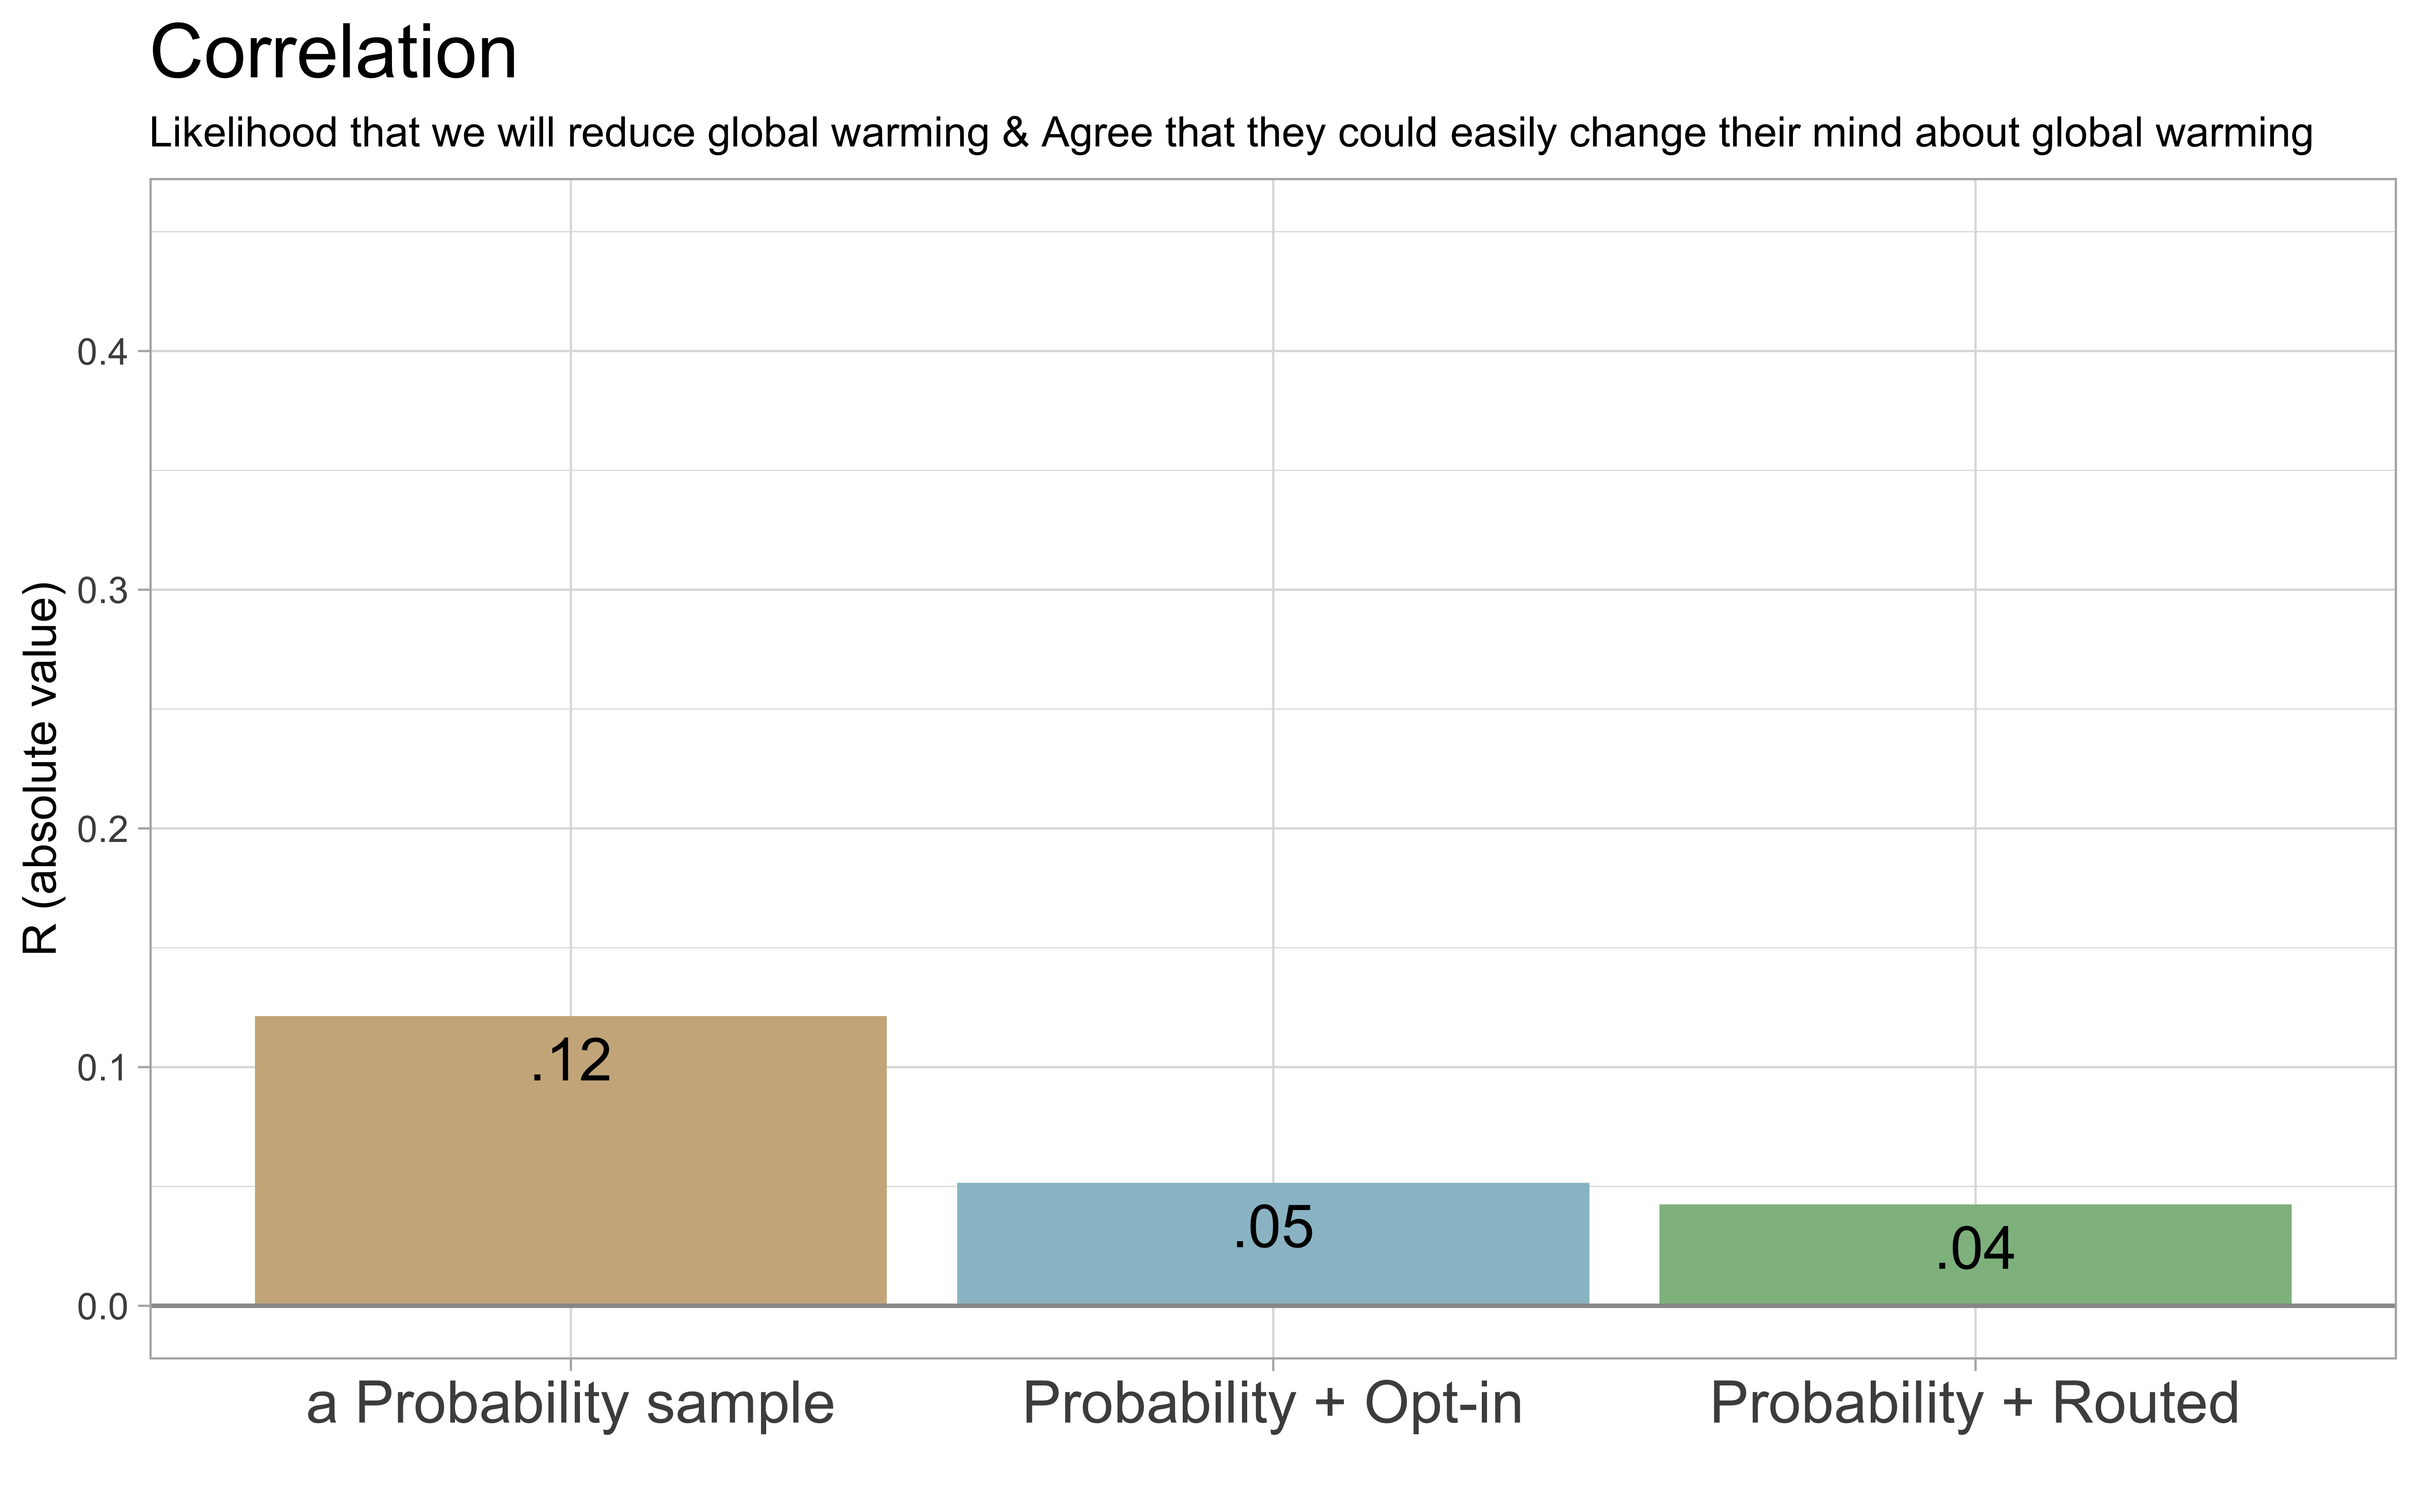 Correlation
Likelihood that we will reduce global warming & Agree that they could easily change their mind about global warming
R (absolute value)
0.4
0.3
0.2
0.1
0.0
.12
.05
.04
a Probability sample
Probability + Opt-in
Probability + Routed